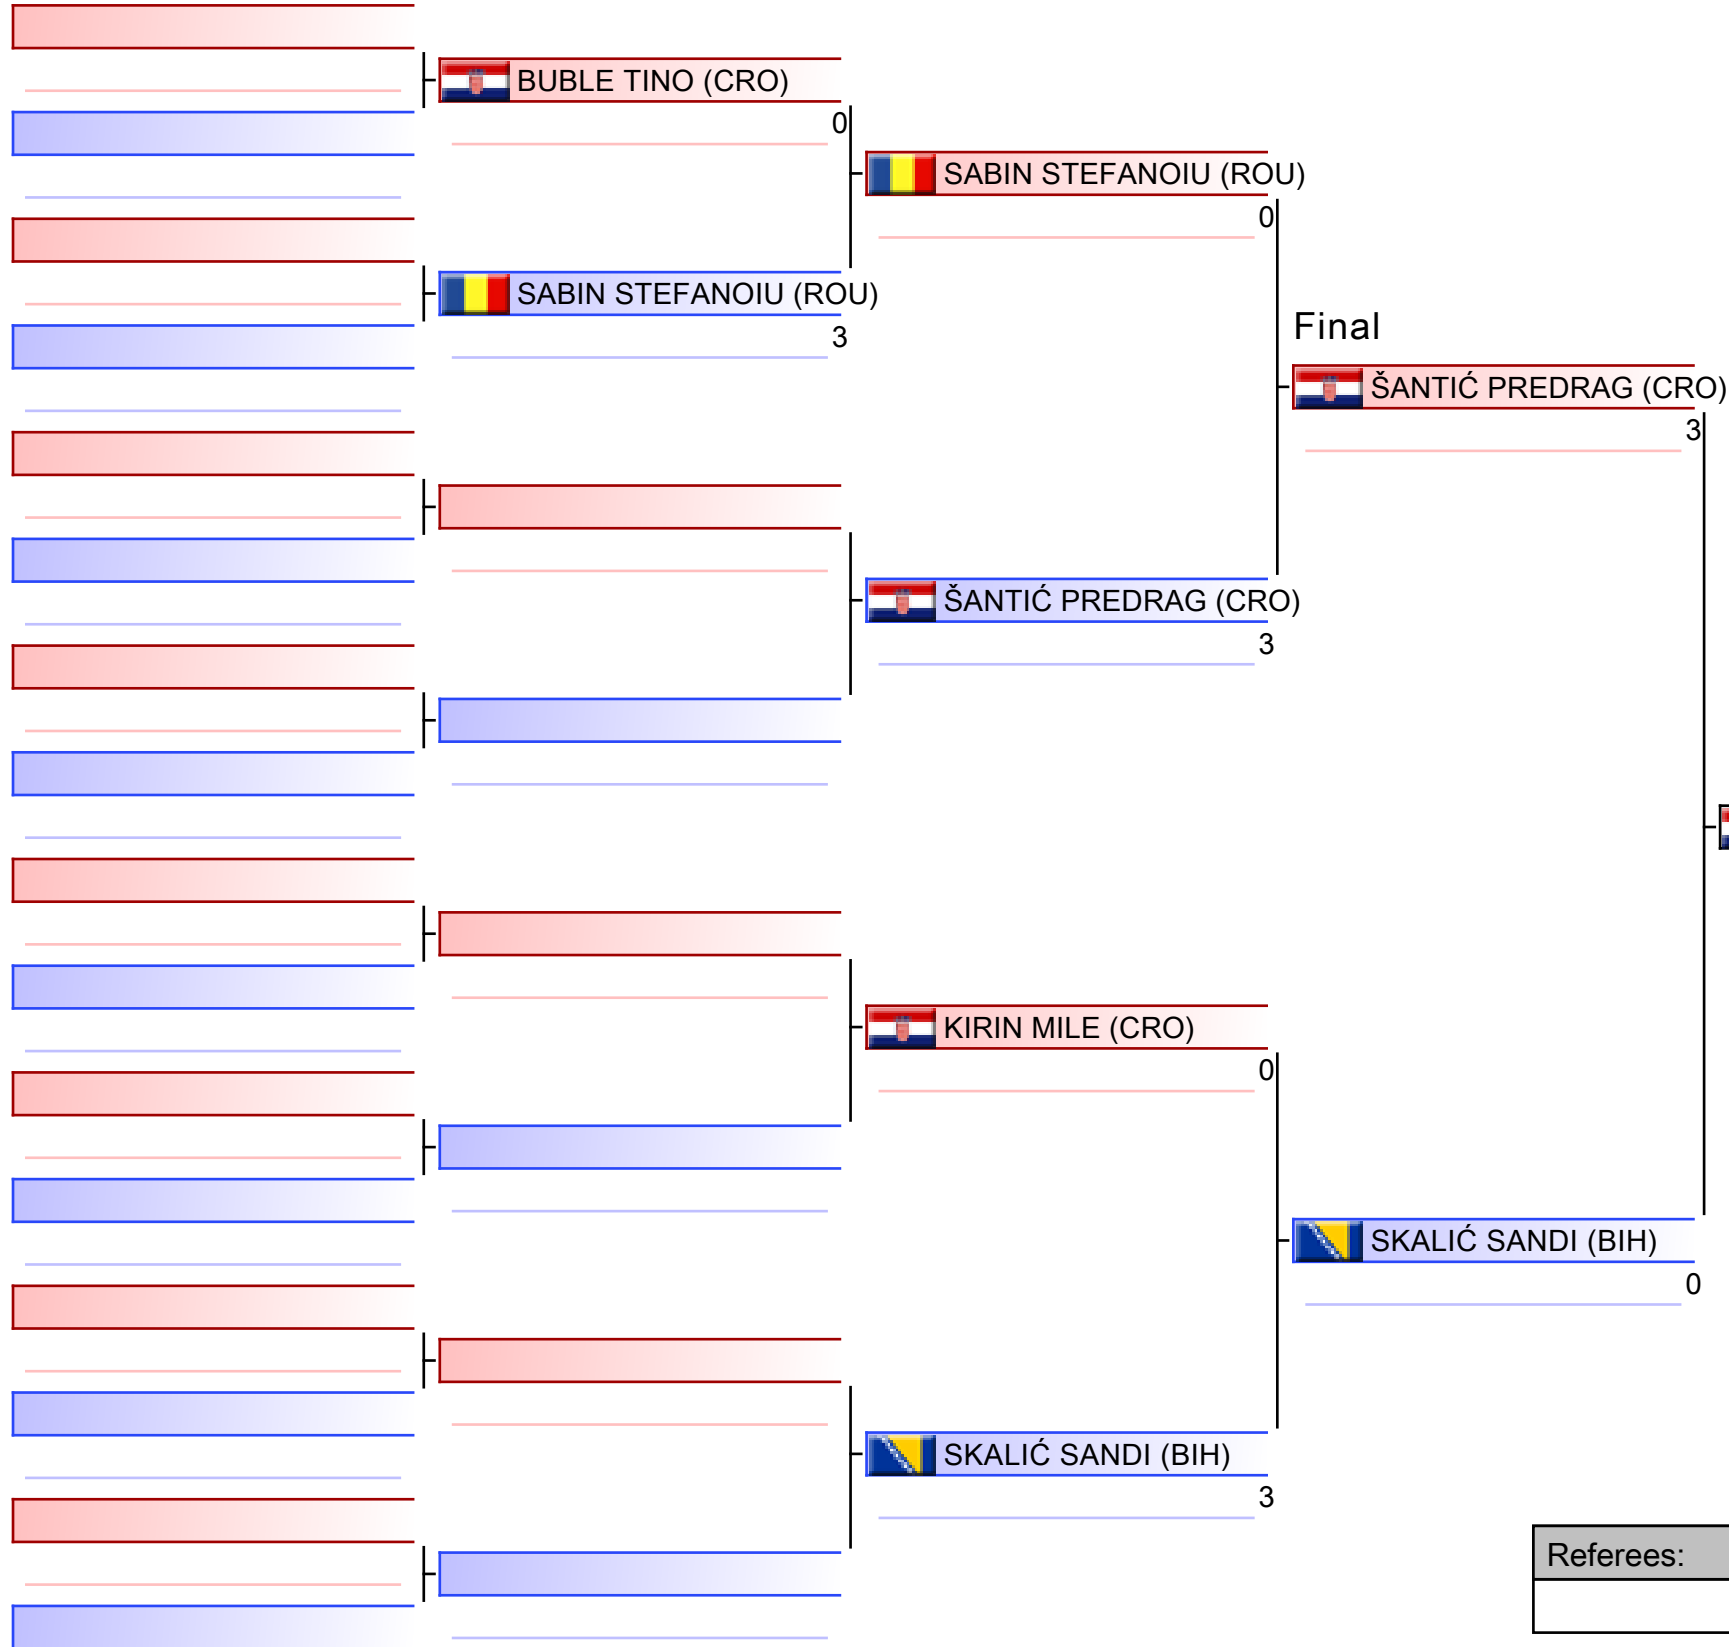 BUBLE TINO (CRO)
0
SABIN STEFANOIU (ROU)
0
SABIN STEFANOIU (ROU)
3
Final
ŠANTIĆ PREDRAG (CRO)
3
ŠANTIĆ PREDRAG (CRO)
3
KIRIN MILE (CRO)
0
SKALIĆ SANDI (BIH)
0
SKALIĆ SANDI (BIH)
3
Referees: